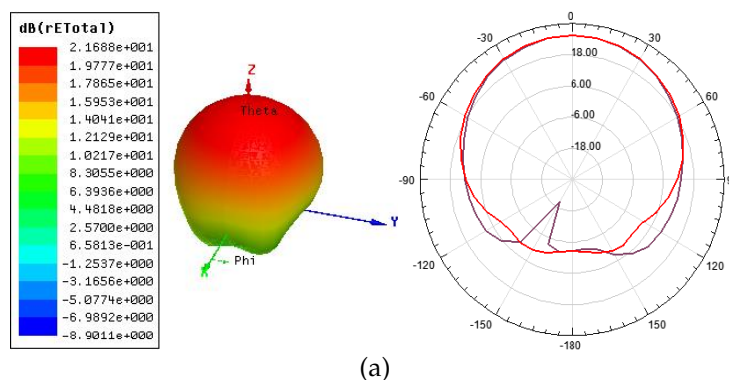 dB(rETotal)
2.1688e+001
1.9777e+001
1.7865e+001
1.5953e+001
1.4041e+001
1.2129e+001
1.0217e+001
8.3055e+000
6.3936e+000
4.4818e+000
2.5700e+000
6.5813e-001
-1.2537e+000
-3.1656e+000
-5.0774e+000
-6.9892e+000
-8.9011e+000
Z
Theta
Y
X
Phi
0
-30
30
18.00
-60
60
6.00
-6.00
-18.00
-90
90
-120
120
-150
150
-180
(a)